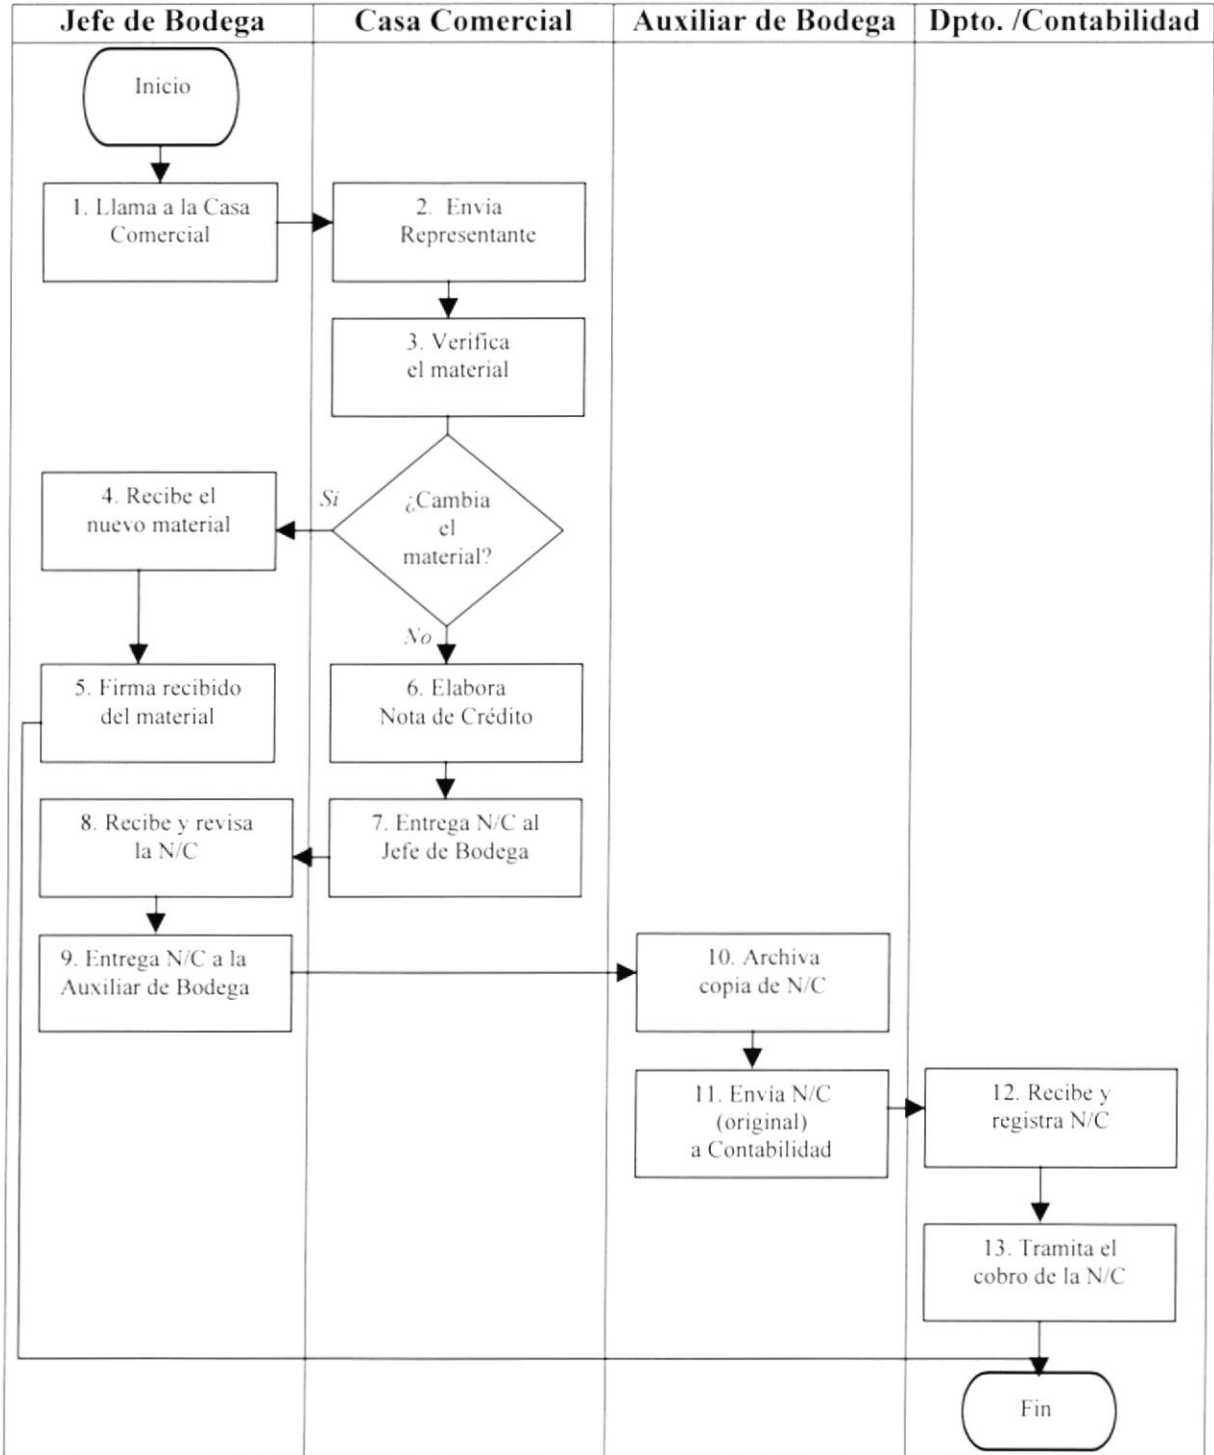 Jefe de Bodega
Casa Comercial
Auxiliar de Bodega
Dpto. /Contabilidad
Inicio
1. Llama a la Casa
Comercial
2. Envía
Representante
3. Verifica
el material
¿Cambia
el
material?
Si
4. Recibe el
nuevo material
No
5. Firma recibido
del material
6. Elabora
Nota de Crédito
7. Entrega N/C al
Jefe de Bodega
8. Recibe y revisa
la N/C
9. Entrega N/C a la
Auxiliar de Bodega
10. Archiva
copia de N/C
11. Envía N/C
(original)
a Contabilidad
12. Recibe y
registra N/C
13. Tramita el
cobro de la N/C
Fin